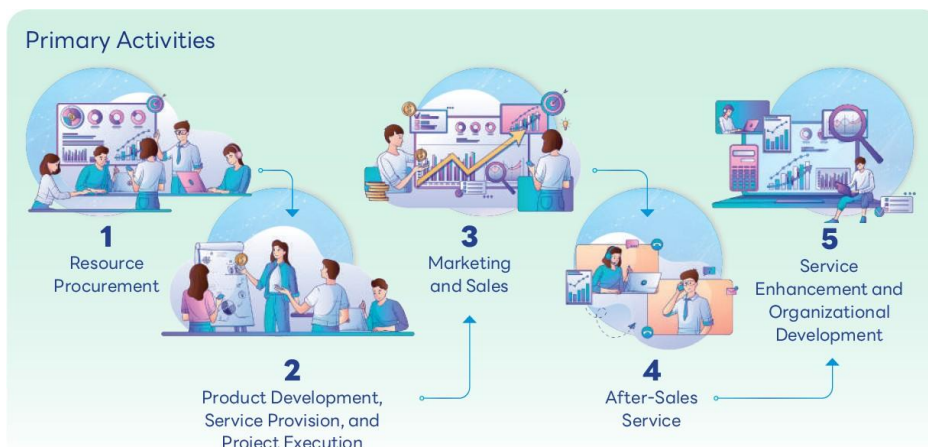 Primary Activities
1
Resource
Procurement
2
Product Development,
Service Provision, and
Project Execution
3
Marketing
and Sales
4
After-Sales
Service
5
Service
Enhancement and
Organizational
Development